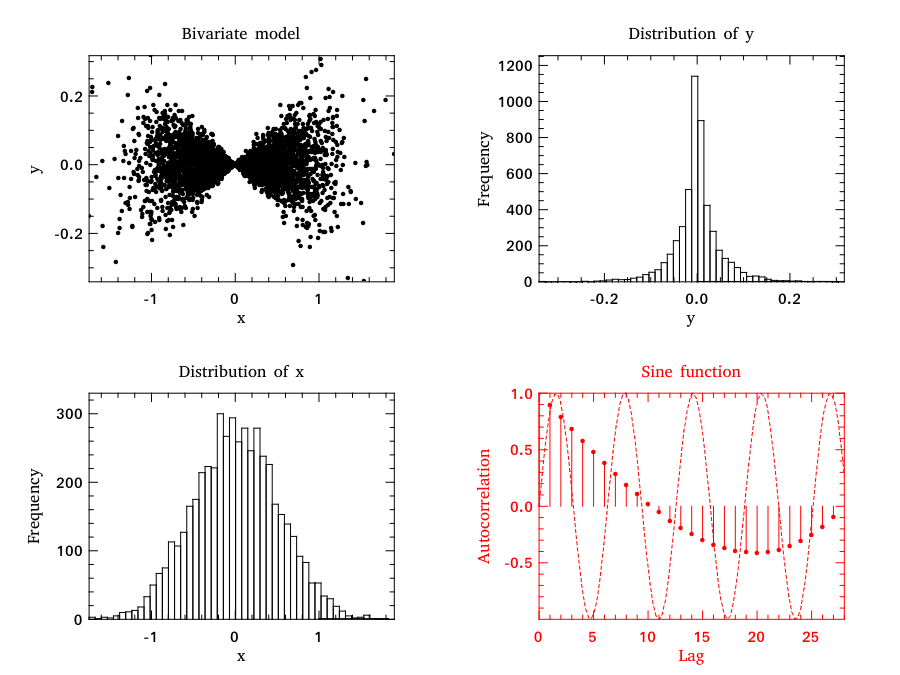 Bivariate model
0.2
0.0
-0.2
y
-1 0 1
x
Distribution of y
1200
1000
800
600
400
200
0
Frequency
-0.2 0.0 0.2
y
Distribution of x
300
200
100
0
Frequency
-1 0 1
x
Sine function
1.0
0.5
0.0
-0.5
Autocorrelation
0 5 10 15 20 25
Lag